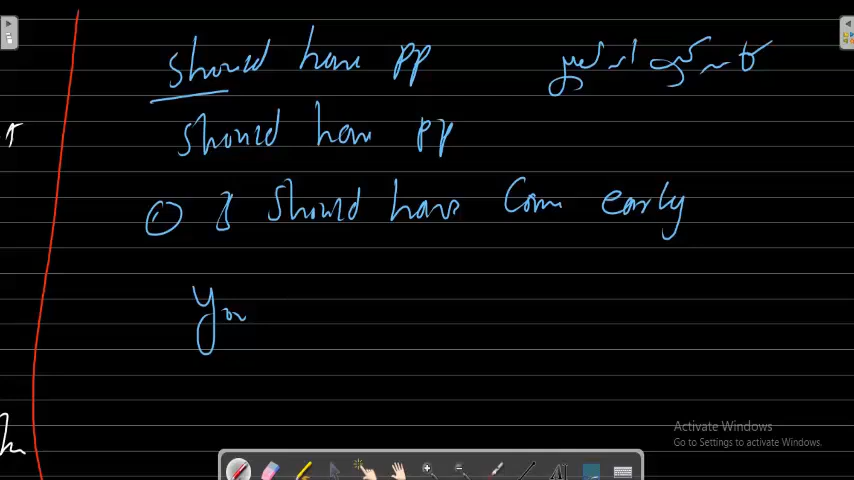 should have pp
should have pp
① I should have Come early
You
Activate Windows
Go to Settings to activate Windows.